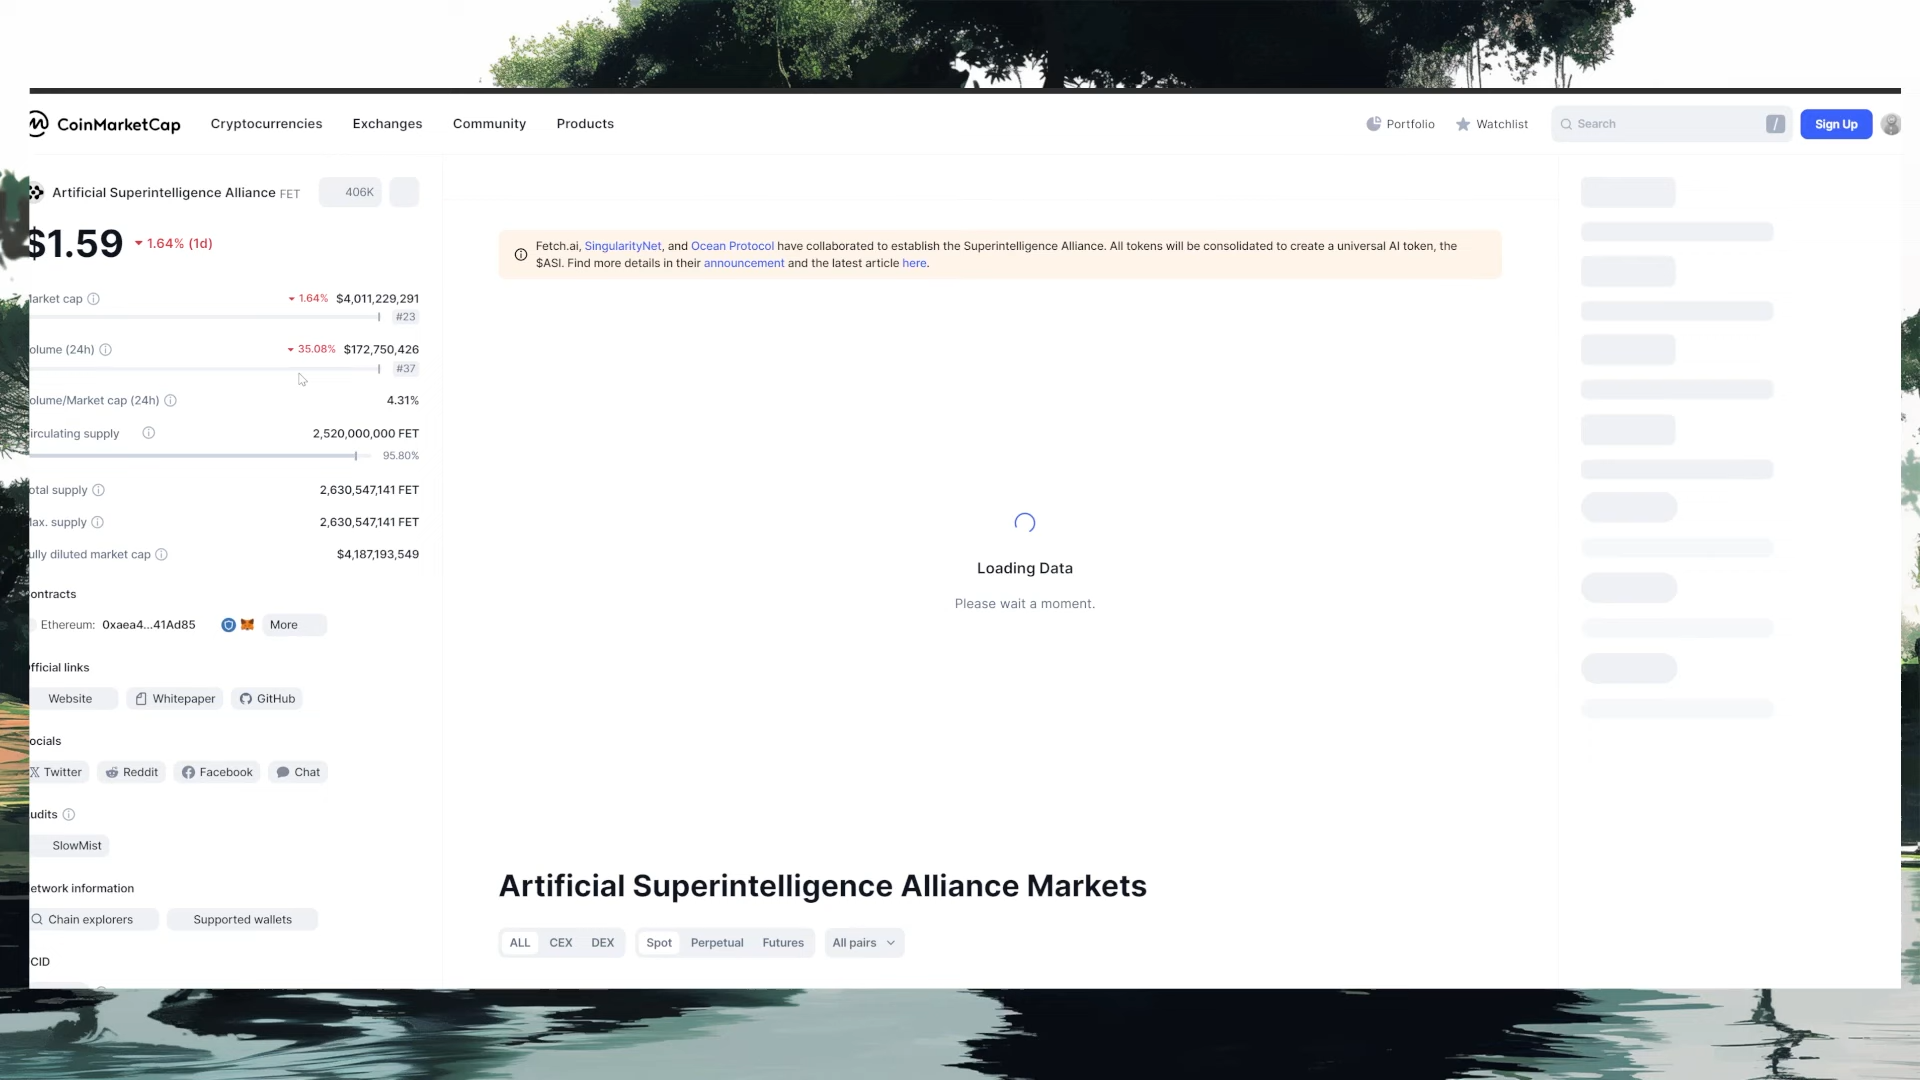 CoinMarketCap Cryptocurrencies Exchanges Community Products Portfolio Watchlist Search / Sign Up
Artificial Superintelligence Alliance FET 406K
$1.59 1.64% (1d)
arket cap 1.64% $4,011,229,291
#23
olume (24h) 35.08% $172,750,426
#37
olume/Market cap (24h) 4.31%
irculating supply 2,520,000,000 FET
95.80%
otal supply 2,630,547,141 FET
ax. supply 2,630,547,141 FET
ully diluted market cap $4,187,193,549
ontracts
Ethereum: 0xaea4...41Ad85 More
fficial links
Website Whitepaper GitHub
ocials
Twitter Reddit Facebook Chat
udits
SlowMist
etwork information
Chain explorers Supported wallets
CID
Fetch.ai, SingularityNet, and Ocean Protocol have collaborated to establish the Superintelligence Alliance. All tokens will be consolidated to create a universal AI token, the
$ASI. Find more details in their announcement and the latest article here.
Loading Data
Please wait a moment.
Artificial Superintelligence Alliance Markets
ALL CEX DEX Spot Perpetual Futures All pairs